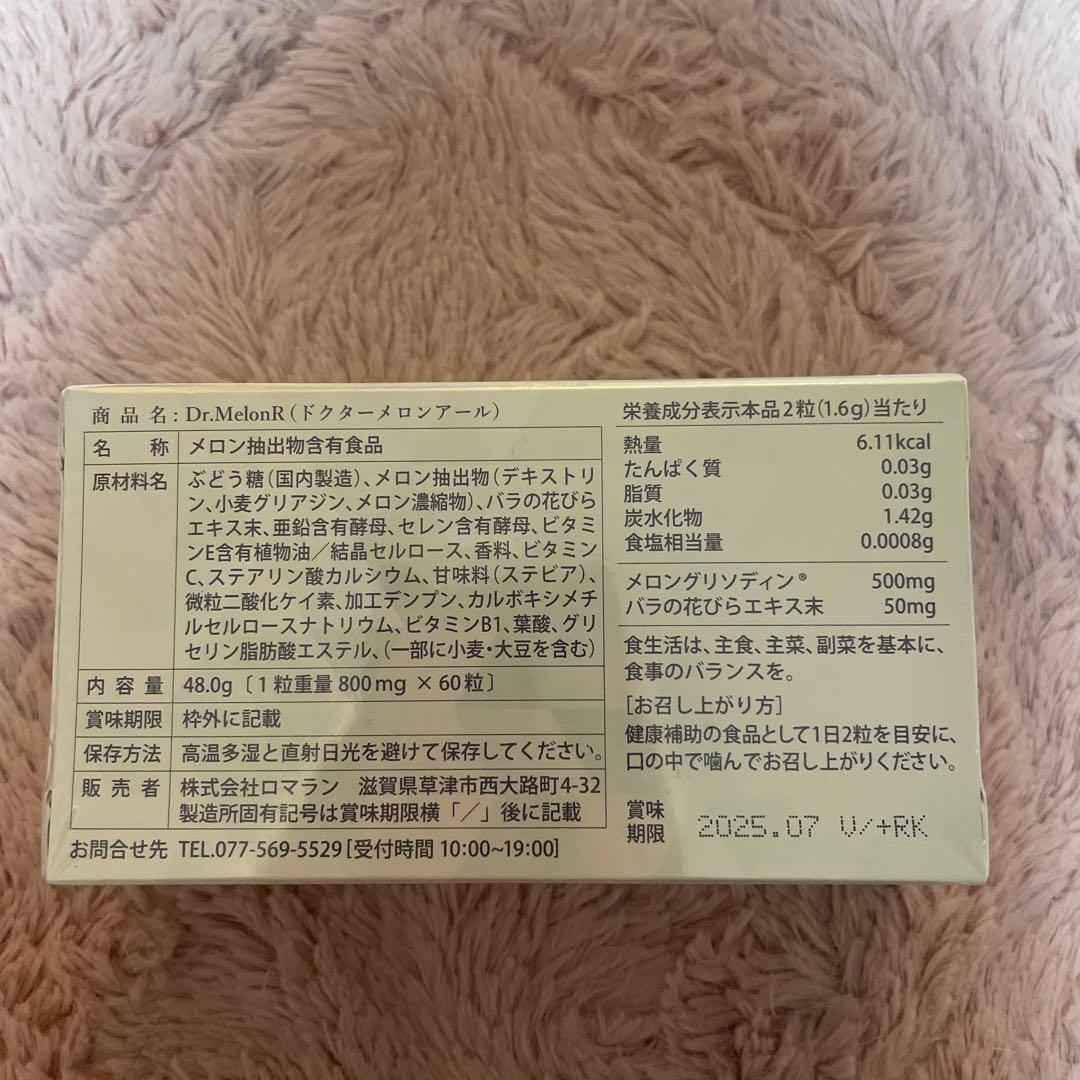 商品名：Dr.MelonR（ドクターメロンアール）
名称 メロン抽出物含有食品
原材料名 ぶどう糖（国内製造）、メロン抽出物（デキストリ
ン、小麦グリアジン、メロン濃縮物）、バラの花びら
エキス末、亜鉛含有酵母、セレン含有酵母、ビタミ
ンE含有植物油／結晶セルロース、香料、ビタミン
C、ステアリン酸カルシウム、甘味料（ステビア）、
微粒二酸化ケイ素、加工デンプン、カルボキシメチ
ルセルロースナトリウム、ビタミンB1、葉酸、グリ
セリン脂肪酸エステル、（一部に小麦・大豆を含む）
内容量 48.0g〔1粒重量 800mg ×60粒〕
賞味期限 枠外に記載
保存方法 高温多湿と直射日光を避けて保存してください。
販売者 株式会社ロマラン 滋賀県草津市西大路町4-32
製造所固有記号は賞味期限横「／」後に記載
お問合せ先 TEL.077-569-5529［受付時間 10:00~19:00］
栄養成分表示本品2粒（1.6g）当たり
熱量 6.11kcal
たんぱく質 0.03g
脂質 0.03g
炭水化物 1.42g
食塩相当量 0.0008g
メロングリソディン® 500mg
バラの花びらエキス末 50mg
食生活は、主食、主菜、副菜を基本に、
食事のバランスを。
［お召し上がり方］
健康補助の食品として1日2粒を目安に、
口の中で噛んでお召し上がりください。
賞味
期限 2025.07 V/+RK